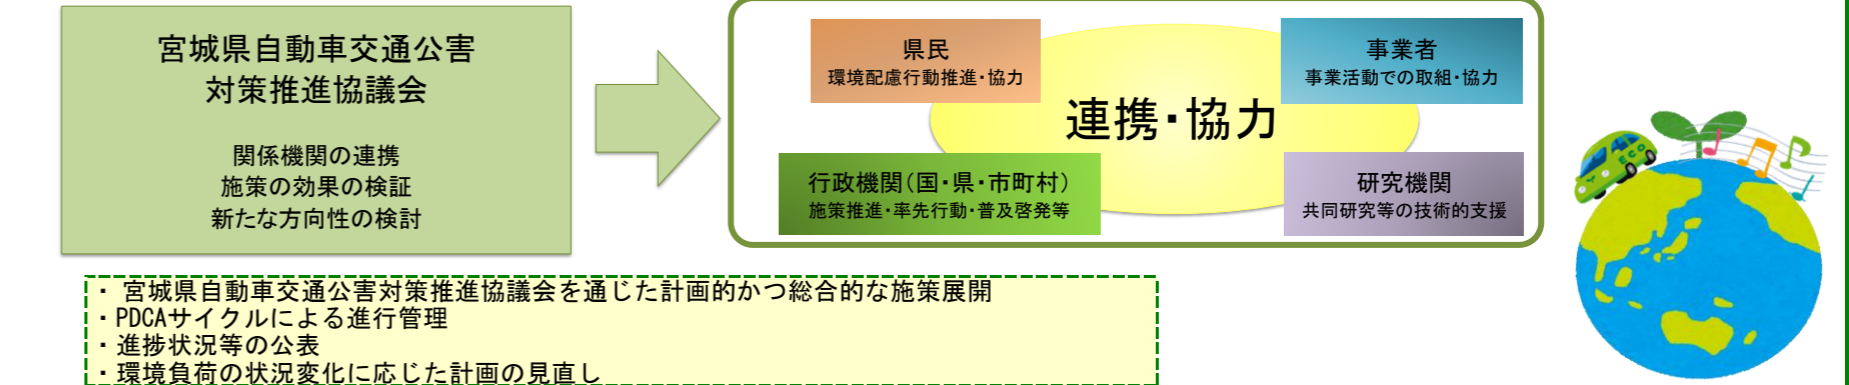 宮城県自動車交通公害
対策推進協議会
関係機関の連携
施策の効果の検証
新たな方向性の検討
県民
環境配慮行動推進・協力
事業者
事業活動での取組・協力
連携・協力
行政機関(国・県・市町村)
施策推進・率先行動・普及啓発等
研究機関
共同研究等の技術的支援
ECO
・ 宮城県自動車交通公害対策推進協議会を通じた計画的かつ総合的な施策展開
・PDCAサイクルによる進行管理
・進捗状況等の公表
・環境負荷の状況変化に応じた計画の見直し